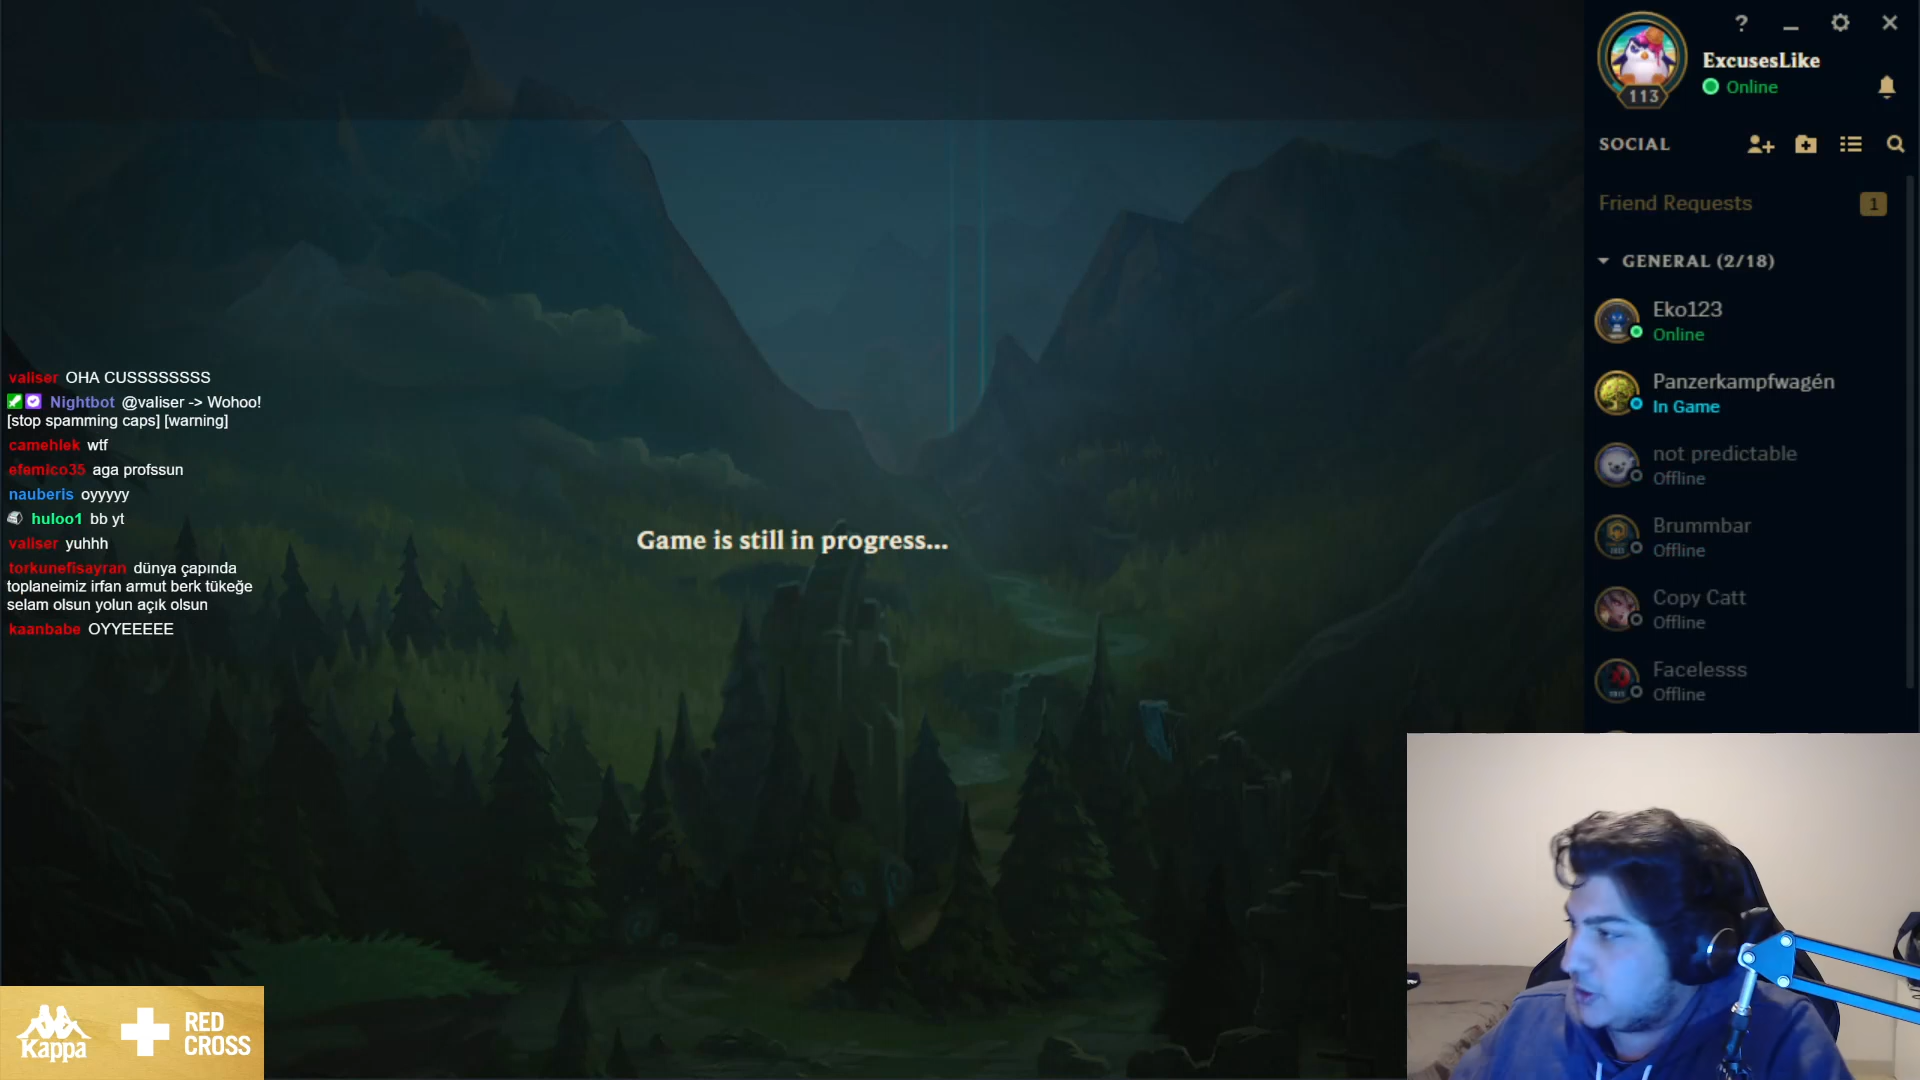 ExcusesLike
113
Online
SOCIAL
Friend Requests
1
GENERAL (2/18)
Eko123
Online
Panzerkampfwagén
In Game
not predictable
Offline
Brummbar
Offline
Copy Catt
Offline
Facelesss
Offline
valiser OHA CUSSSSSSSS
Nightbot @valiser -> Wohoo!
[stop spamming caps] [warning]
camehlek wtf
efemico35 aga profssun
nauberis oyyyyy
huloo1 bb yt
valiser yuhhh
torkunefisayran dünya çapında
toplaneimiz irfan armut berk tükeğe
selam olsun yolun açık olsun
kaanbabe OYYEEEEE
Game is still in progress...
Kappa
RED
CROSS